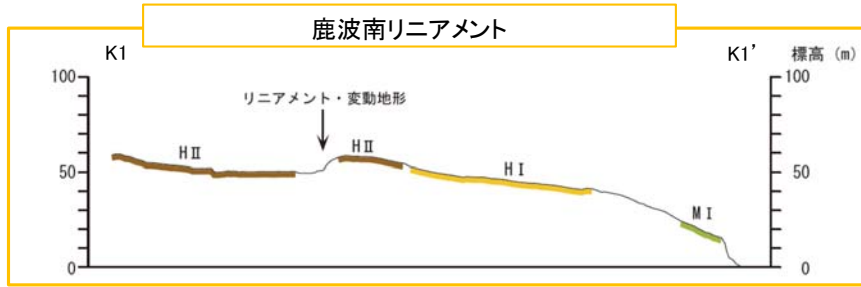 鹿波南リニアメント
K1
K1’
標高 (m)
100
100
リニアメント・変動地形
HⅡ
HⅡ
HⅠ
50
50
MⅠ
0
0